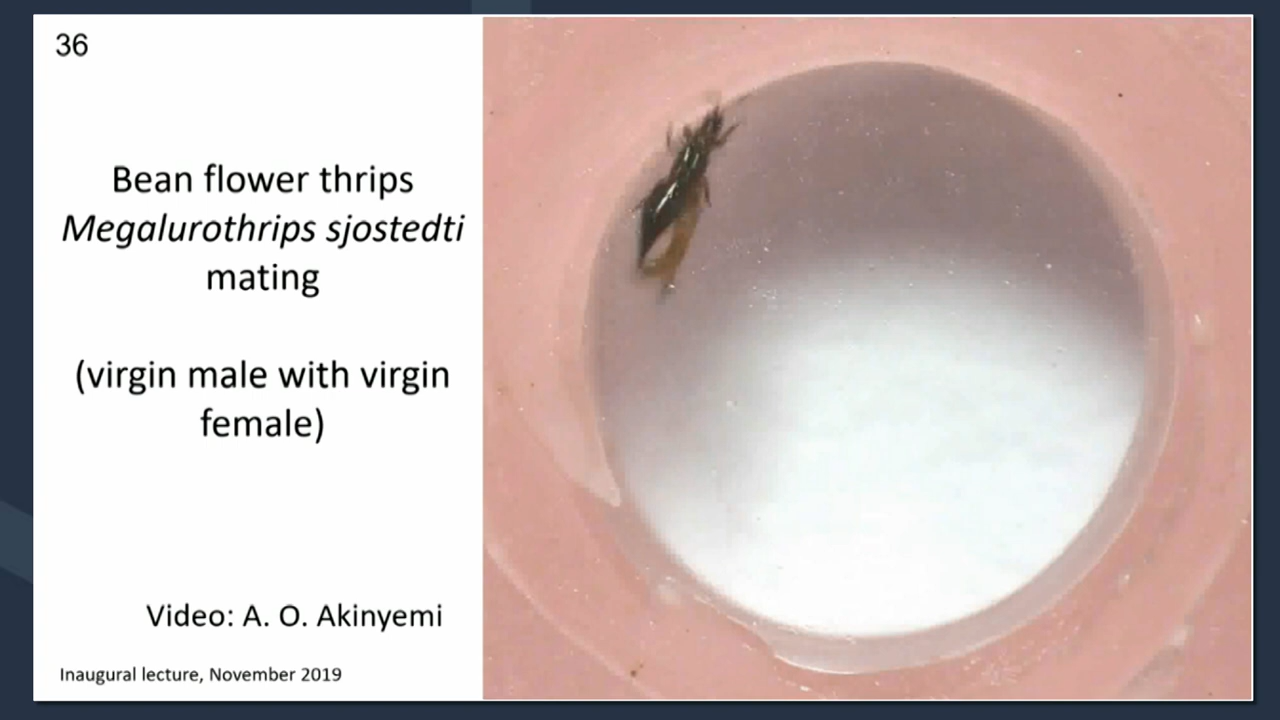 36
Bean flower thrips
Megalurothrips sjostedti
mating
(virgin male with virgin
female)
Video: A. O. Akinyemi
Inaugural lecture, November 2019